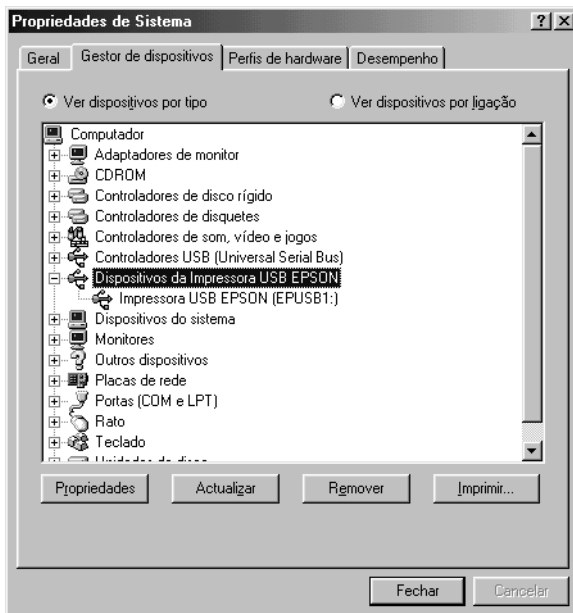 Propriedades de Sistema
Geral Gestor de dispositivos Perfis de hardware Desempenho
Ver dispositivos por tipo Ver dispositivos por ligação
Computador
Adaptadores de monitor
CDROM
Controladores de disco rígido
Controladores de disquetes
Controladores de som, vídeo e jogos
Controladores USB (Universal Serial Bus)
Dispositivos da Impressora USB EPSON
Impressora USB EPSON (EPUSB1:)
Dispositivos do sistema
Monitores
Outros dispositivos
Placas de rede
Portas (COM e LPT)
Rato
Teclado
Propriedades Actualizar Remover Imprimir...
Fechar Cancelar